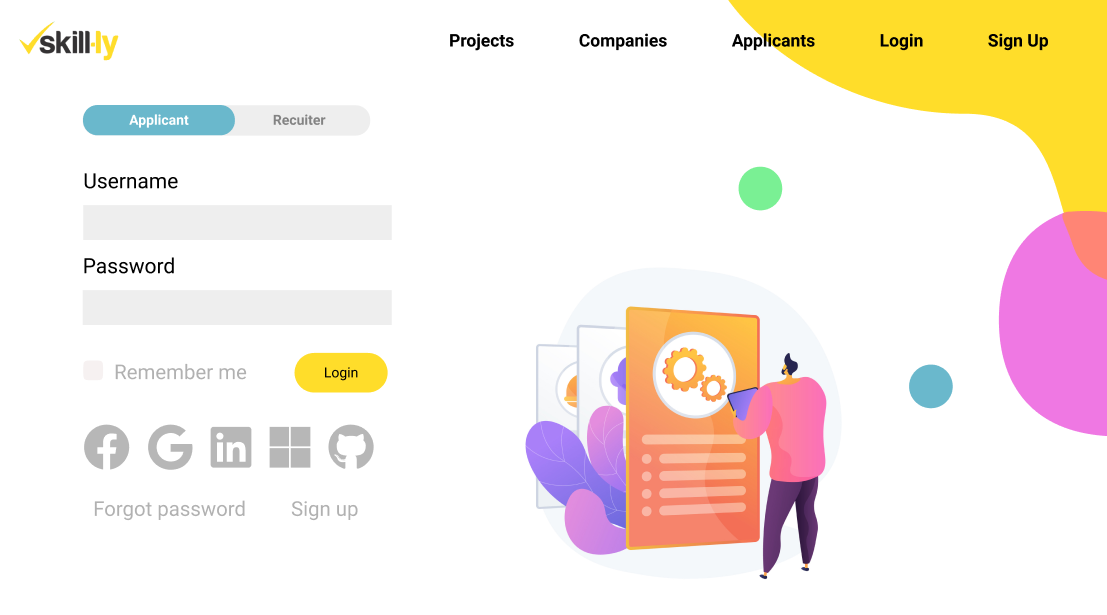 skill-ly
Projects Companies Applicants Login Sign Up
Applicant Recuiter
Username
Password
Remember me Login
Forgot password Sign up